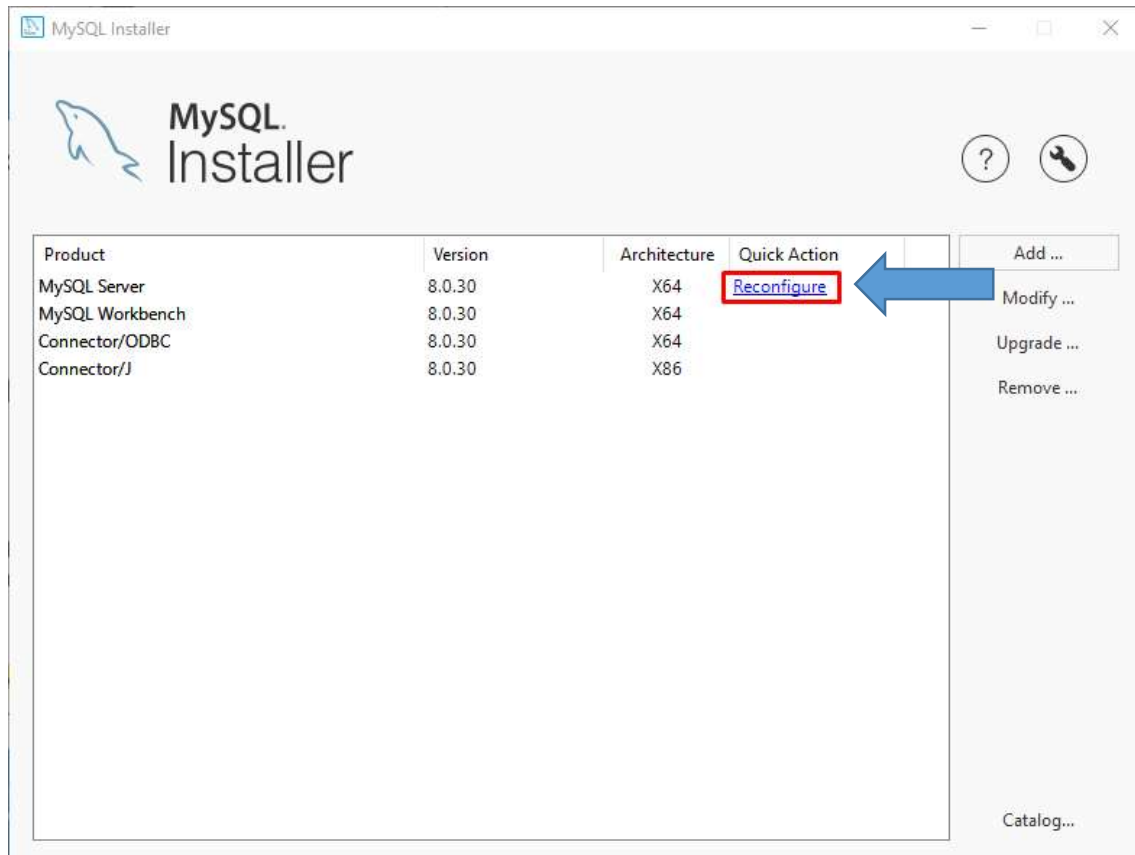 MySQL Installer
MySQL.
Installer
?
Product Version Architecture Quick Action
MySQL Server 8.0.30 X64 Reconfigure
MySQL Workbench 8.0.30 X64
Connector/ODBC 8.0.30 X64
Connector/J 8.0.30 X86
Add ...
Modify ...
Upgrade ...
Remove ...
Catalog...